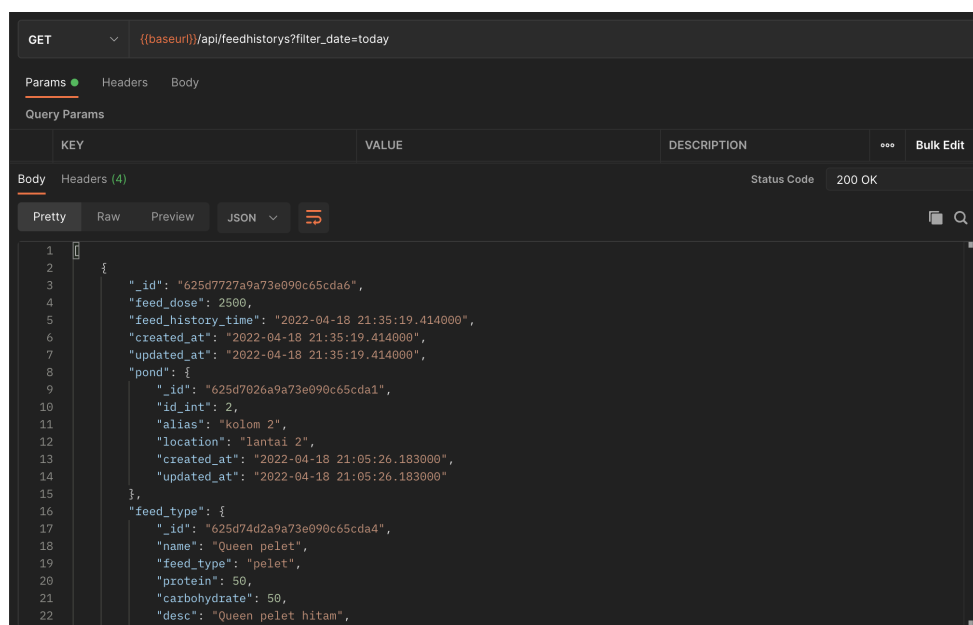 GET {{baseurl}}/api/feedhistorys?filter_date=today
Params Headers Body
Query Params
KEY VALUE DESCRIPTION ooo Bulk Edit
Body Headers (4) Status Code 200 OK
Pretty Raw Preview JSON
1 [
2 {
3 "_id": "625d7727a9a73e090c65cda6",
4 "feed_dose": 2500,
5 "feed_history_time": "2022-04-18 21:35:19.414000",
6 "created_at": "2022-04-18 21:35:19.414000",
7 "updated_at": "2022-04-18 21:35:19.414000",
8 "pond": {
9 "_id": "625d7026a9a73e090c65cda1",
10 "id_int": 2,
11 "alias": "kolom 2",
12 "location": "lantai 2",
13 "created_at": "2022-04-18 21:05:26.183000",
14 "updated_at": "2022-04-18 21:05:26.183000"
15 },
16 "feed_type": {
17 "_id": "625d74d2a9a73e090c65cda4",
18 "name": "Queen pelet",
19 "feed_type": "pelet",
20 "protein": 50,
21 "carbohydrate": 50,
22 "desc": "Queen pelet hitam",